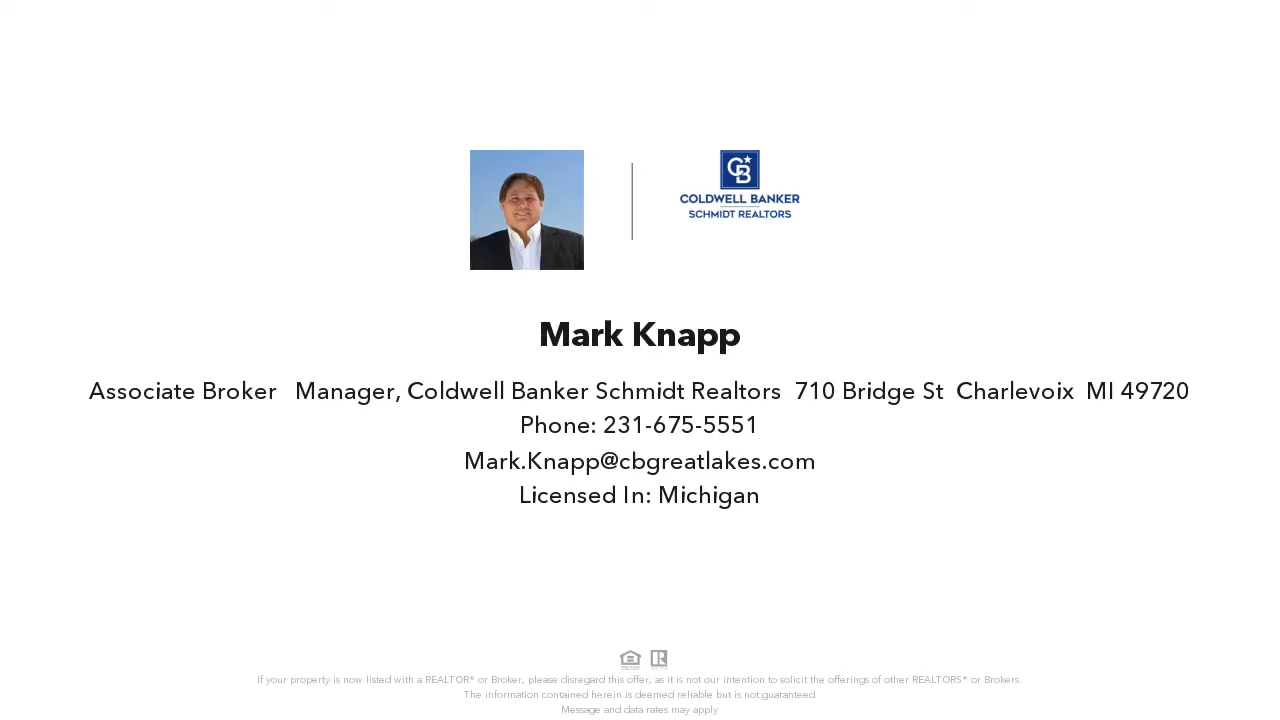 CB
COLDWELL BANKER
SCHMIDT REALTORS
Mark Knapp
Associate Broker   Manager, Coldwell Banker Schmidt Realtors  710 Bridge St  Charlevoix  MI 49720
Phone: 231-675-5551
Mark.Knapp@cbgreatlakes.com
Licensed In: Michigan
If your property is now listed with a REALTOR® or Broker, please disregard this offer, as it is not our intention to solicit the offerings of other REALTORS® or Brokers.
The information contained herein is deemed reliable but is not guaranteed
Message and data rates may apply